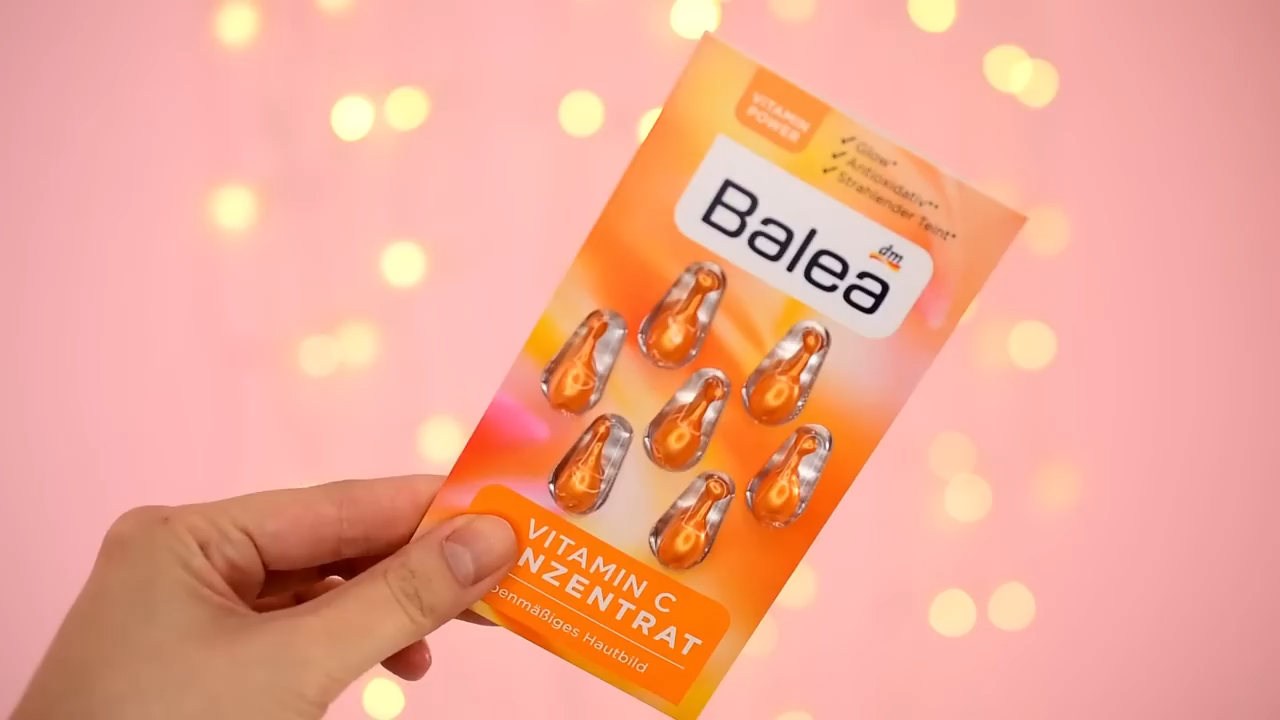 VITAMIN
POWER
✓ Glow*
✓ Antioxidativ**
✓ Strahlender Teint*
Balea
dm
VITAMIN C
NZENTRAT
benmäßiges Hautbild